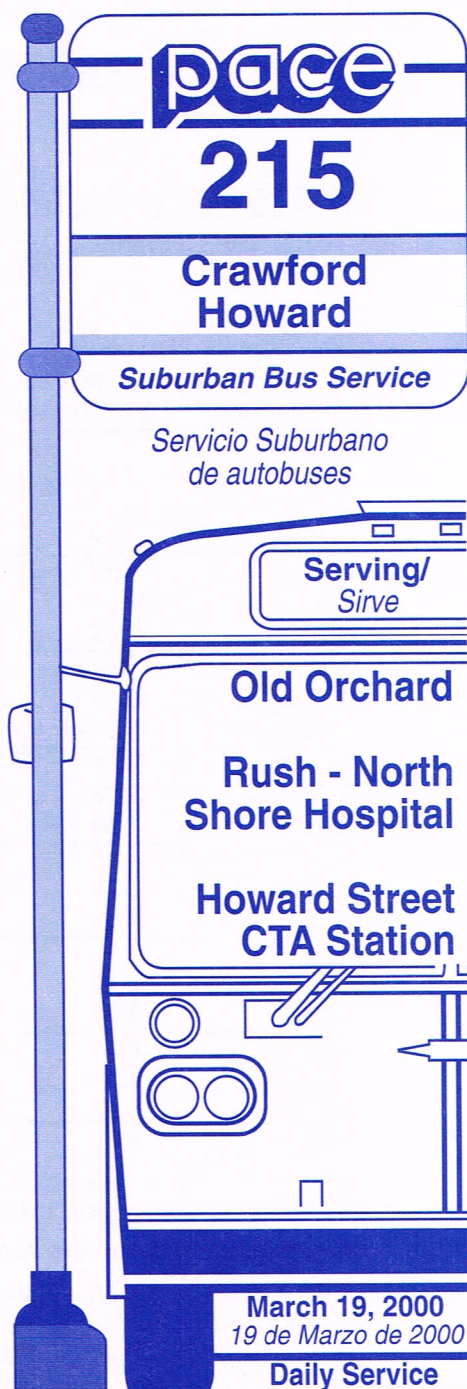 pace
215
Crawford
Howard
Suburban Bus Service
Servicio Suburbano
de autobuses
Serving/
Sirve
Old Orchard
Rush - North
Shore Hospital
Howard Street
CTA Station
March 19, 2000
19 de Marzo de 2000
Daily Service